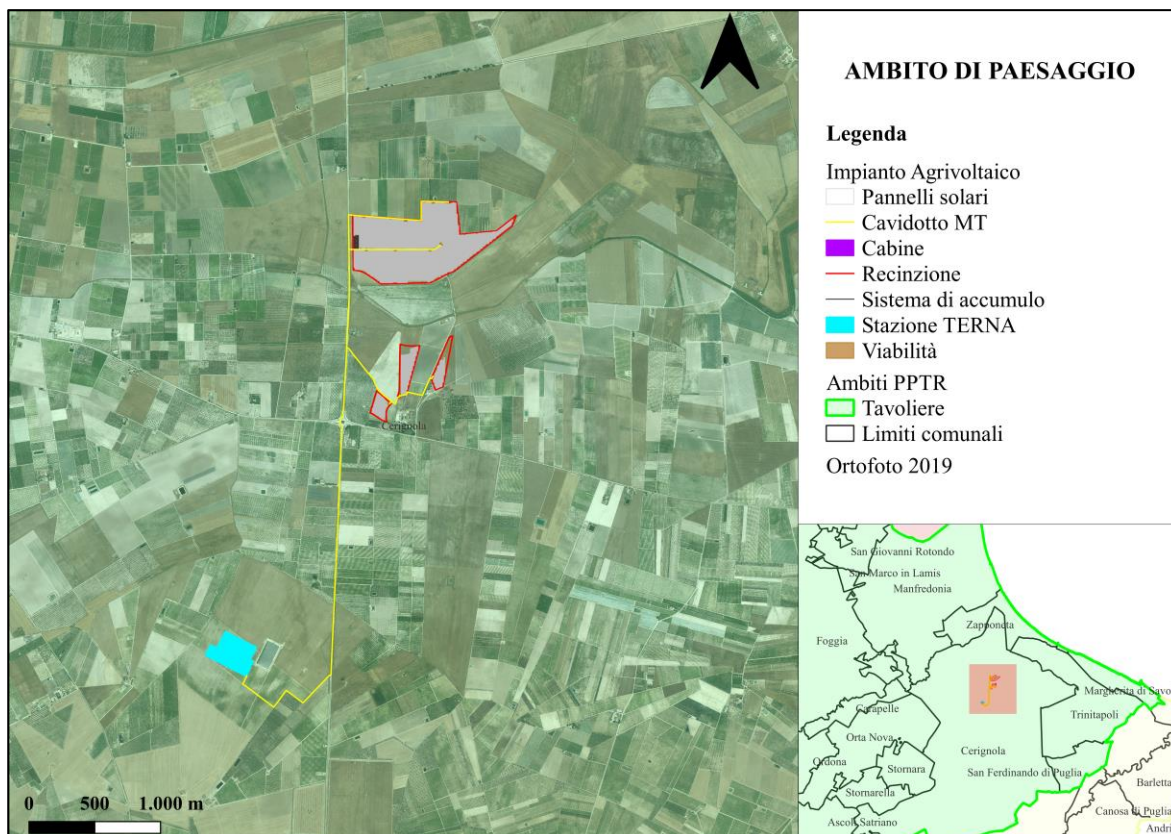 AMBITO DI PAESAGGIO
Legenda
Impianto Agrivoltaico
Pannelli solari
Cavidotto MT
Cabine
Recinzione
Sistema di accumulo
Stazione TERNA
Viabilità
Ambiti PPTR
Tavoliere
Limiti comunali
Ortofoto 2019
Cerignola
0 500 1.000 m
San Giovanni Rotondo
San Marco in Lamis
Manfredonia
Zapponeta
Foggia
Margherita di Savo
Carapelle
Trinitapoli
Orta Nova
Cerignola
Ordona
Stornara
San Ferdinando di Puglia
Barletta
Stornarella
Canosa di Puglia
Ascoli Satriano
Andri